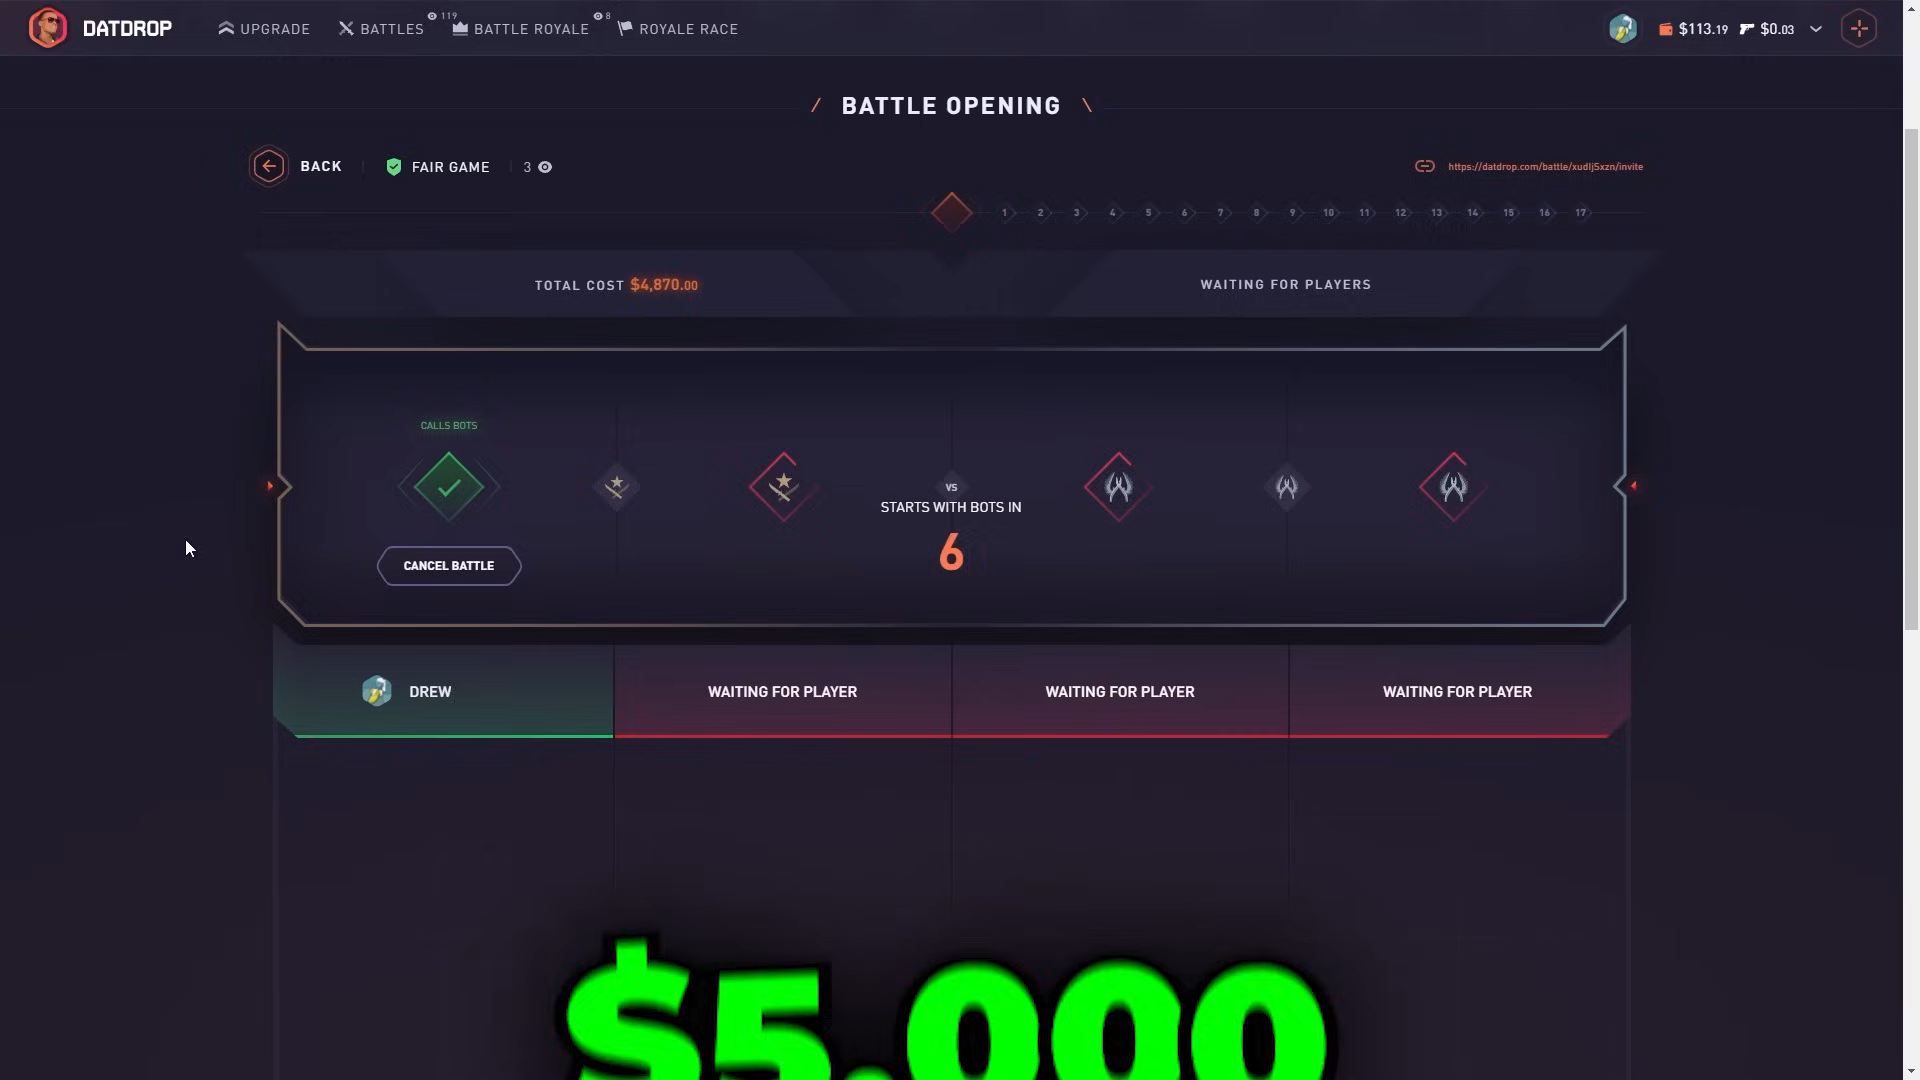 DATDROP
UPGRADE
BATTLES 119
BATTLE ROYALE 8
ROYALE RACE
$113.19 $0.03
/ BATTLE OPENING \
BACK
FAIR GAME
3
https://datdrop.com/battle/xudIjSxzn/invite
1 2 3 4 5 6 7 8 9 10 11 12 13 14 15 16 17
TOTAL COST $4,870.00
WAITING FOR PLAYERS
CALLS BOTS
VS
STARTS WITH BOTS IN
6
CANCEL BATTLE
DREW
WAITING FOR PLAYER
WAITING FOR PLAYER
WAITING FOR PLAYER
$5,000